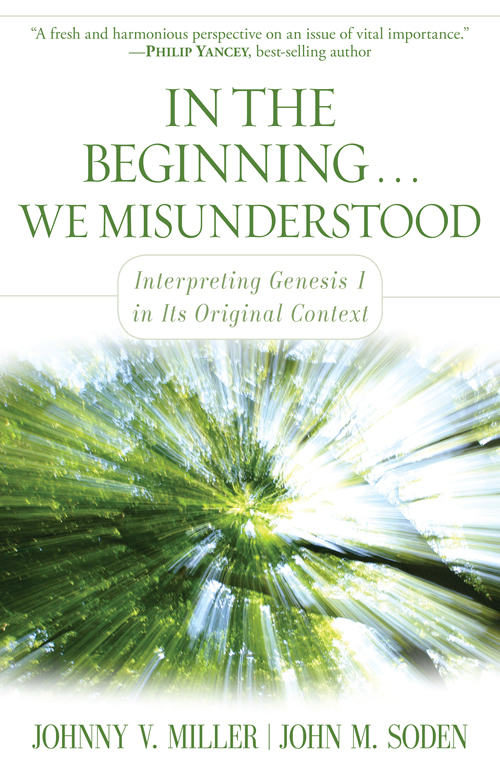 “A fresh and harmonious perspective on an issue of vital importance.”
—PHILIP YANCEY, best-selling author
IN THE
BEGINNING...
WE MISUNDERSTOOD
Interpreting Genesis 1
in Its Original Context
JOHNNY V. MILLER | JOHN M. SODEN